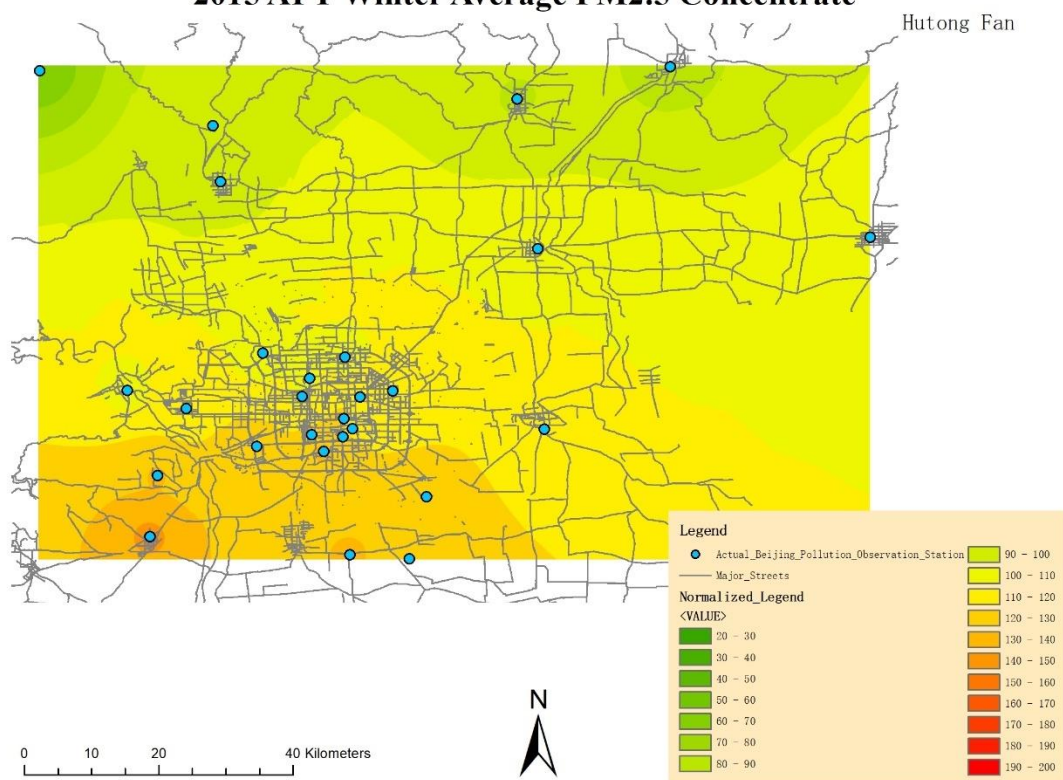 2015 APT Winter Average PM2.5 Concentrate
Hutong Fan
Legend
Actual_Beijing_Pollution_Observation_Station
Major_Streets
Normalized_Legend
<VALUE>
20 - 30
30 - 40
40 - 50
50 - 60
60 - 70
70 - 80
80 - 90
90 - 100
100 - 110
110 - 120
120 - 130
130 - 140
140 - 150
150 - 160
160 - 170
170 - 180
180 - 190
190 - 200
N
0 10 20 40 Kilometers